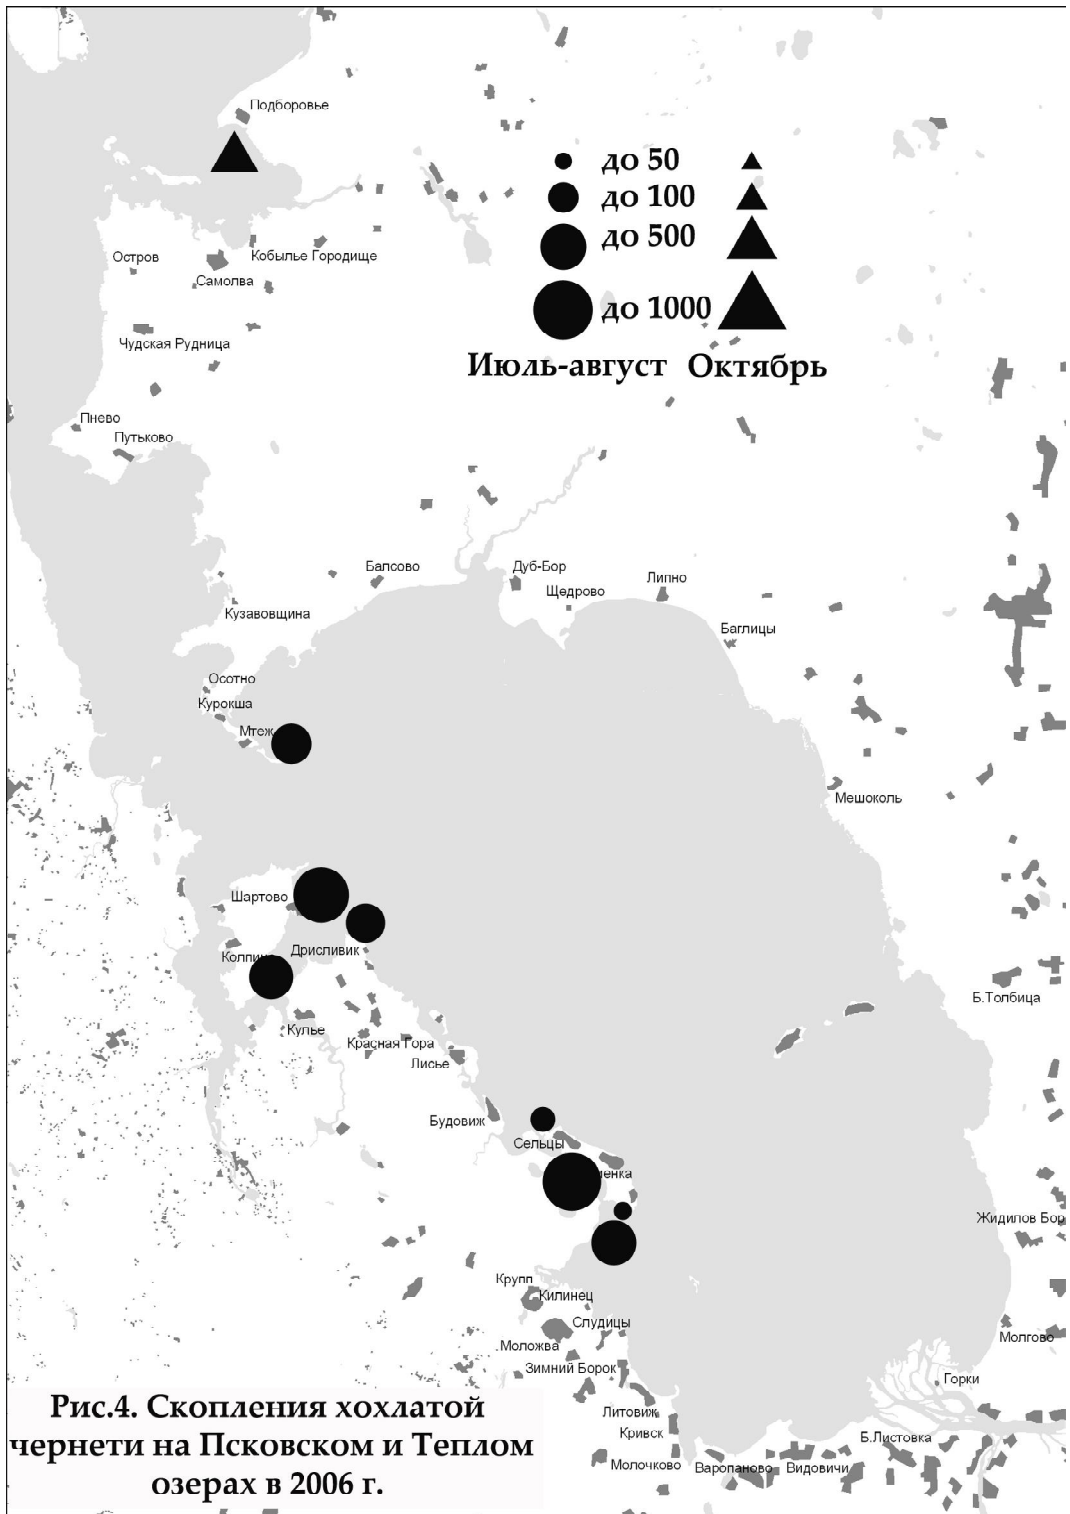 Подборовье
до 50
до 100
до 500
до 1000
Июль-август Октябрь
Остров
Кобылье Городище
Самолва
Чудская Рудница
Пнево
Путьково
Балсово
Дуб-Бор
Щедрово
Липно
Кузавовщина
Баглицы
Осотно
Курокша
Мтеж
Мешоколь
Шартово
Дрисливик
Б.Толбица
Кулье
Красная Гора
Лисье
Будовиж
Сельцы
Жидилов Бор
Крупп
Килинец
Слудицы
Моложва
Молгово
Зимний Борок
Горки
Литовиж
Кривск
Б.Листовка
Молочково
Варопаново
Видовичи
Рис.4. Скопления хохлатой
чернети на Псковском и Теплом
озерах в 2006 г.